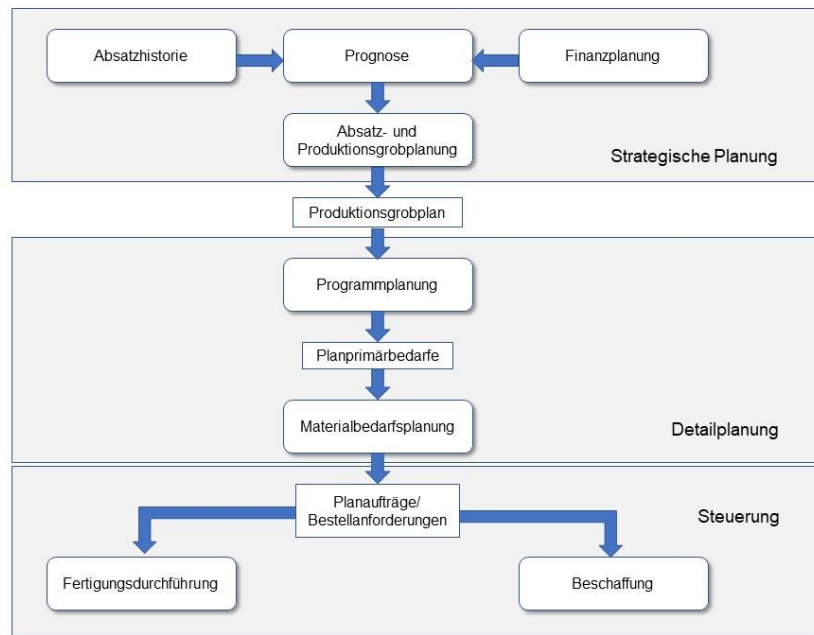 Absatzhistorie
Prognose
Finanzplanung
Absatz- und
Produktionsgrobplanung
Strategische Planung
Produktionsgrobplan
Programmplanung
Planprimärbedarfe
Materialbedarfsplanung
Detailplanung
Planaufträge/
Bestellanforderungen
Steuerung
Fertigungsdurchführung
Beschaffung